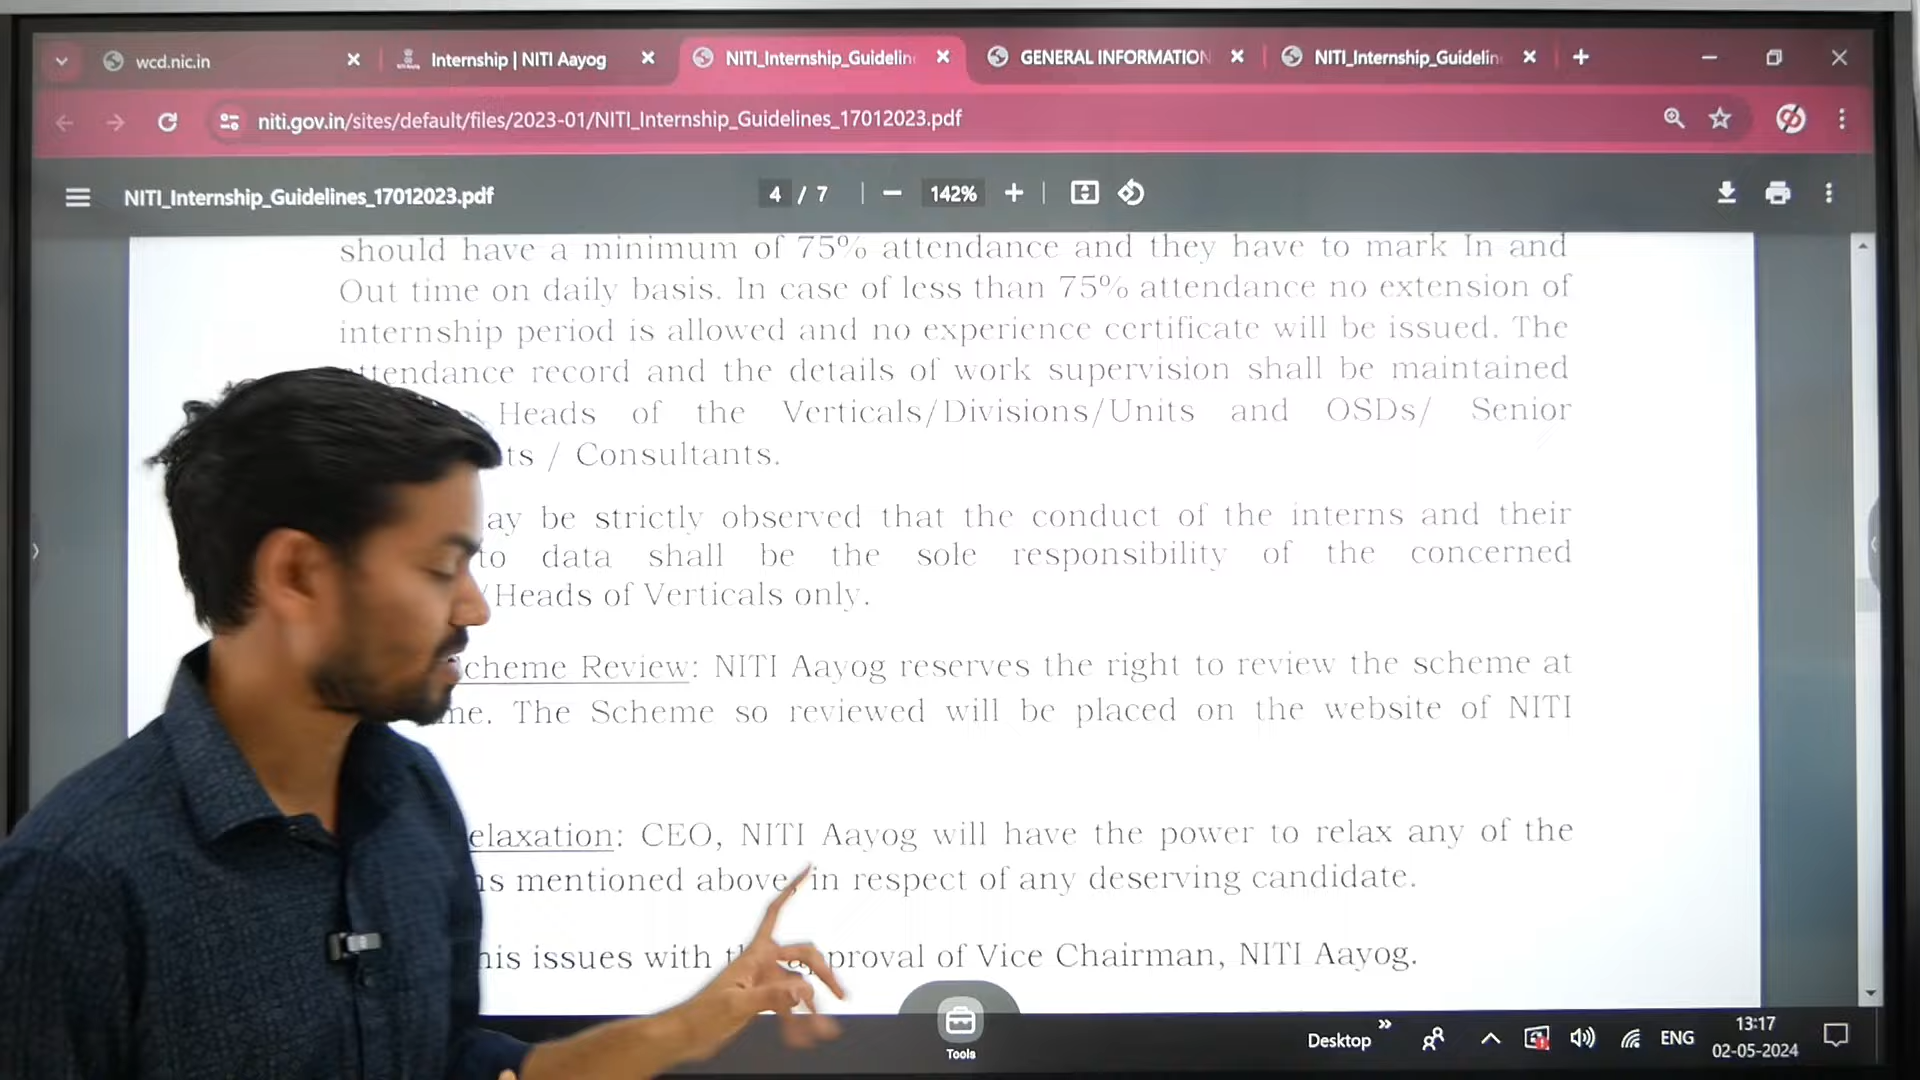 wcd.nic.in
Internship | NITI Aayog
NITI_Internship_Guidelin
GENERAL INFORMATION
NITI_Internship_Guidelin
niti.gov.in/sites/default/files/2023-01/NITI_Internship_Guidelines_17012023.pdf
NITI_Internship_Guidelines_17012023.pdf
4 / 7
142%
should have a minimum of 75% attendance and they have to mark In and
Out time on daily basis. In case of less than 75% attendance no extension of
internship period is allowed and no experience certificate will be issued. The
ttendance record and the details of work supervision shall be maintained
Heads of the Verticals/Divisions/Units and OSDs/ Senior
ts / Consultants.
ay be strictly observed that the conduct of the interns and their
to data shall be the sole responsibility of the concerned
/Heads of Verticals only.
cheme Review: NITI Aayog reserves the right to review the scheme at
me. The Scheme so reviewed will be placed on the website of NITI
elaxation: CEO, NITI Aayog will have the power to relax any of the
ns mentioned above, in respect of any deserving candidate.
his issues with approval of Vice Chairman, NITI Aayog.
Tools
Desktop
ENG
13:17
02-05-2024